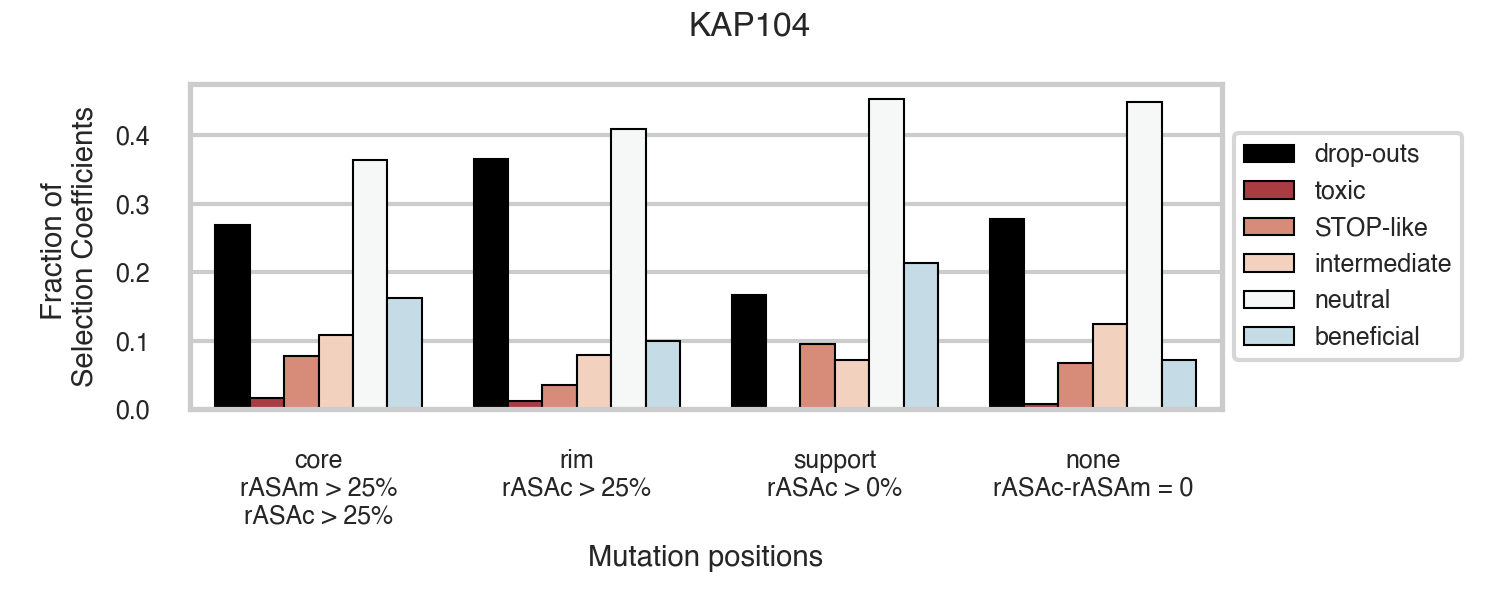 KAP104
Fraction of
Selection Coefficients
0.4
0.3
0.2
0.1
0.0
drop-outs
toxic
STOP-like
intermediate
neutral
beneficial
core
rASAm > 25%
rASAc > 25%
rim
rASAc > 25%
support
rASAc > 0%
none
rASAc-rASAm = 0
Mutation positions